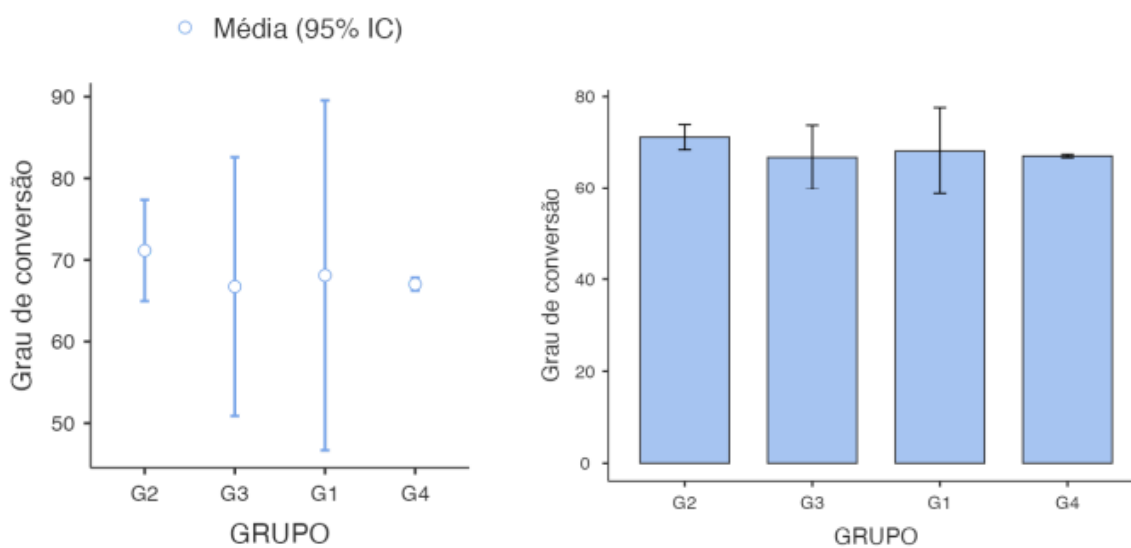 Média (95% IC)
90
80
70
60
50
Grau de conversão
G2 G3 G1 G4
GRUPO
80
60
40
20
0
Grau de conversão
G2 G3 G1 G4
GRUPO